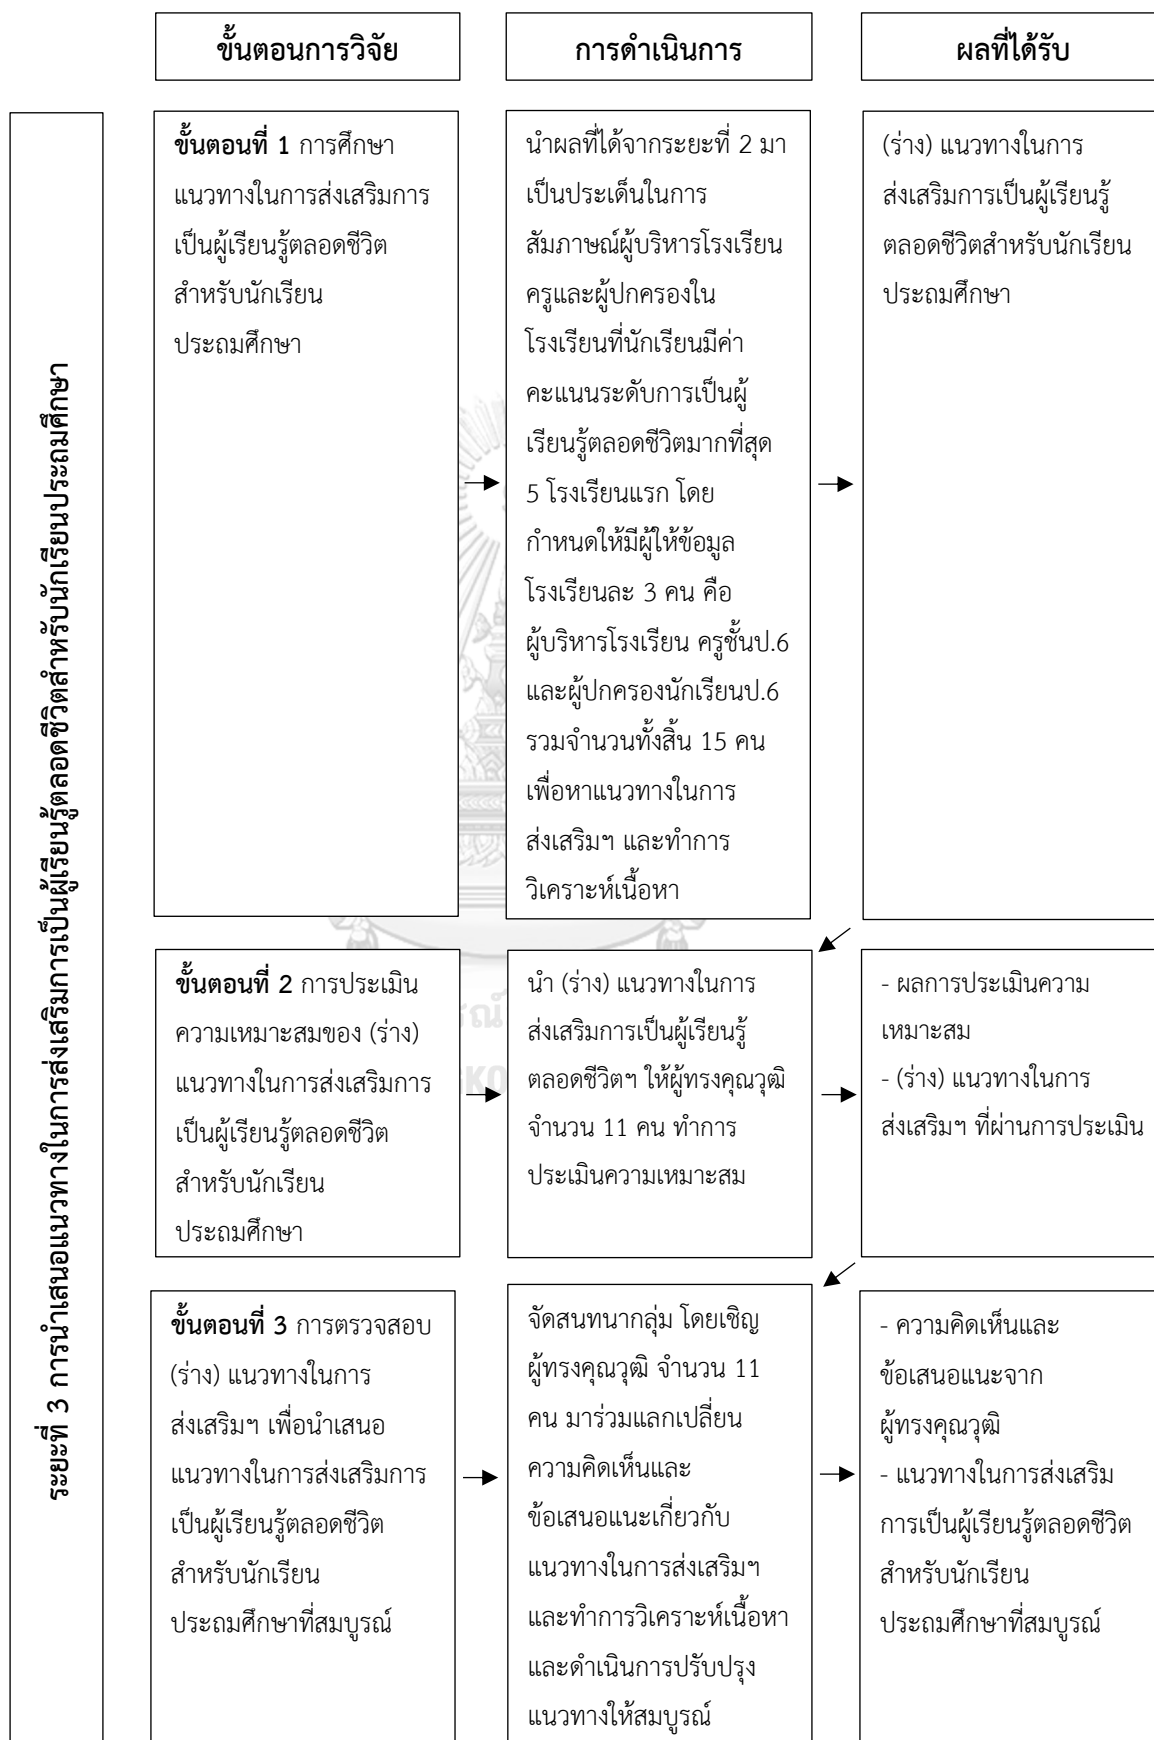 ขั้นตอนการวิจัย
การดำเนินการ
ผลที่ได้รับ
ระยะที่ 3 การนำเสนอแนวทางในการส่งเสริมการเป็นผู้เรียนรู้ตลอดชีวิตสำหรับนักเรียนประถมศึกษา
ขั้นตอนที่ 1 การศึกษา
แนวทางในการส่งเสริมการ
เป็นผู้เรียนรู้ตลอดชีวิต
สำหรับนักเรียน
ประถมศึกษา
นำผลที่ได้จากระยะที่ 2 มา
เป็นประเด็นในการ
สัมภาษณ์ผู้บริหารโรงเรียน
ครูและผู้ปกครองใน
โรงเรียนที่นักเรียนมีค่า
คะแนนระดับการเป็นผู้
เรียนรู้ตลอดชีวิตมากที่สุด
5 โรงเรียนแรก โดย
กำหนดให้มีผู้ให้ข้อมูล
โรงเรียนละ 3 คน คือ
ผู้บริหารโรงเรียน ครูชั้นป.6
และผู้ปกครองนักเรียนป.6
รวมจำนวนทั้งสิ้น 15 คน
เพื่อหาแนวทางในการ
ส่งเสริมฯ และทำการ
วิเคราะห์เนื้อหา
(ร่าง) แนวทางในการ
ส่งเสริมการเป็นผู้เรียนรู้
ตลอดชีวิตสำหรับนักเรียน
ประถมศึกษา
ขั้นตอนที่ 2 การประเมิน
ความเหมาะสมของ (ร่าง)
แนวทางในการส่งเสริมการ
เป็นผู้เรียนรู้ตลอดชีวิต
สำหรับนักเรียน
ประถมศึกษา
นำ (ร่าง) แนวทางในการ
ส่งเสริมการเป็นผู้เรียนรู้
ตลอดชีวิตฯ ให้ผู้ทรงคุณวุฒิ
จำนวน 11 คน ทำการ
ประเมินความเหมาะสม
- ผลการประเมินความ
เหมาะสม
- (ร่าง) แนวทางในการ
ส่งเสริมฯ ที่ผ่านการประเมิน
ขั้นตอนที่ 3 การตรวจสอบ
(ร่าง) แนวทางในการ
ส่งเสริมฯ เพื่อนำเสนอ
แนวทางในการส่งเสริมการ
เป็นผู้เรียนรู้ตลอดชีวิต
สำหรับนักเรียน
ประถมศึกษาที่สมบูรณ์
จัดสนทนากลุ่ม โดยเชิญ
ผู้ทรงคุณวุฒิ จำนวน 11
คน มาร่วมแลกเปลี่ยน
ความคิดเห็นและ
ข้อเสนอแนะเกี่ยวกับ
แนวทางในการส่งเสริมฯ
และทำการวิเคราะห์เนื้อหา
และดำเนินการปรับปรุง
แนวทางให้สมบูรณ์
- ความคิดเห็นและ
ข้อเสนอแนะจาก
ผู้ทรงคุณวุฒิ
- แนวทางในการส่งเสริม
การเป็นผู้เรียนรู้ตลอดชีวิต
สำหรับนักเรียน
ประถมศึกษาที่สมบูรณ์